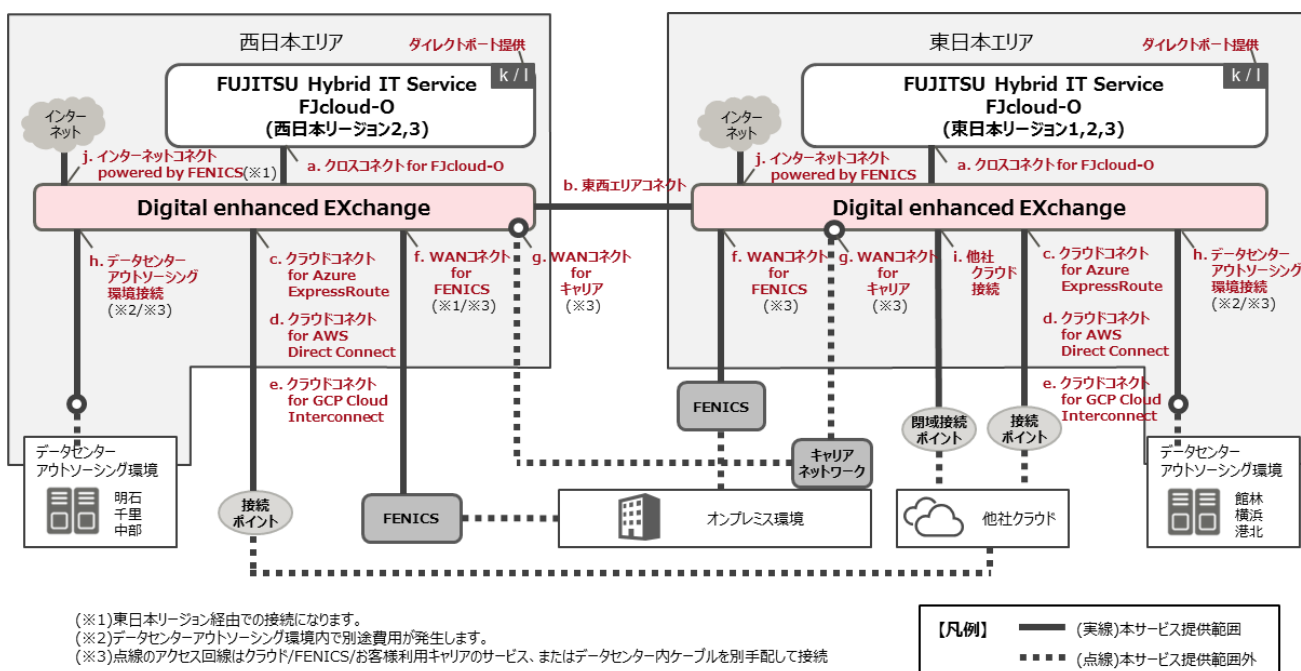 西日本エリア
ダイレクトポート提供
k / l
FUJITSU Hybrid IT Service
FJcloud-O
(西日本リージョン2,3)
インター
ネット
j. インターネットコネクト
powered by FENICS(※1)
a. クロスコネクト for FJcloud-O
Digital enhanced EXchange
b. 東西エリアコネクト
h. データセンター
アウトソーシング
環境接続
(※2/※3)
c. クラウドコネクト
for Azure
ExpressRoute
d. クラウドコネクト
for AWS
Direct Connect
e. クラウドコネクト
for GCP Cloud
Interconnect
f. WANコネクト
for
FENICS
(※1/※3)
g. WANコネクト
for
キャリア
(※3)
データセンター
アウトソーシング環境
明石
千里
中部
接続
ポイント
FENICS
東日本エリア
ダイレクトポート提供
k / l
FUJITSU Hybrid IT Service
FJcloud-O
(東日本リージョン1,2,3)
インター
ネット
j. インターネットコネクト
powered by FENICS
a. クロスコネクト for FJcloud-O
Digital enhanced EXchange
f. WANコネクト
for
FENICS
(※3)
g. WANコネクト
for
キャリア
(※3)
i. 他社
クラウド
接続
c. クラウドコネクト
for Azure
ExpressRoute
d. クラウドコネクト
for AWS
Direct Connect
e. クラウドコネクト
for GCP Cloud
Interconnect
h. データセンター
アウトソーシング
環境接続
(※2/※3)
FENICS
キャリア
ネットワーク
閉域接続
ポイント
接続
ポイント
オンプレミス環境
他社クラウド
データセンター
アウトソーシング環境
館林
横浜
港北
(※1)東日本リージョン経由での接続になります。
(※2)データセンターアウトソーシング環境内で別途費用が発生します。
(※3)点線のアクセス回線はクラウド/FENICS/お客様利用キャリアのサービス、またはデータセンター内ケーブルを別手配して接続
【凡例】
(実線)本サービス提供範囲
(点線)本サービス提供範囲外